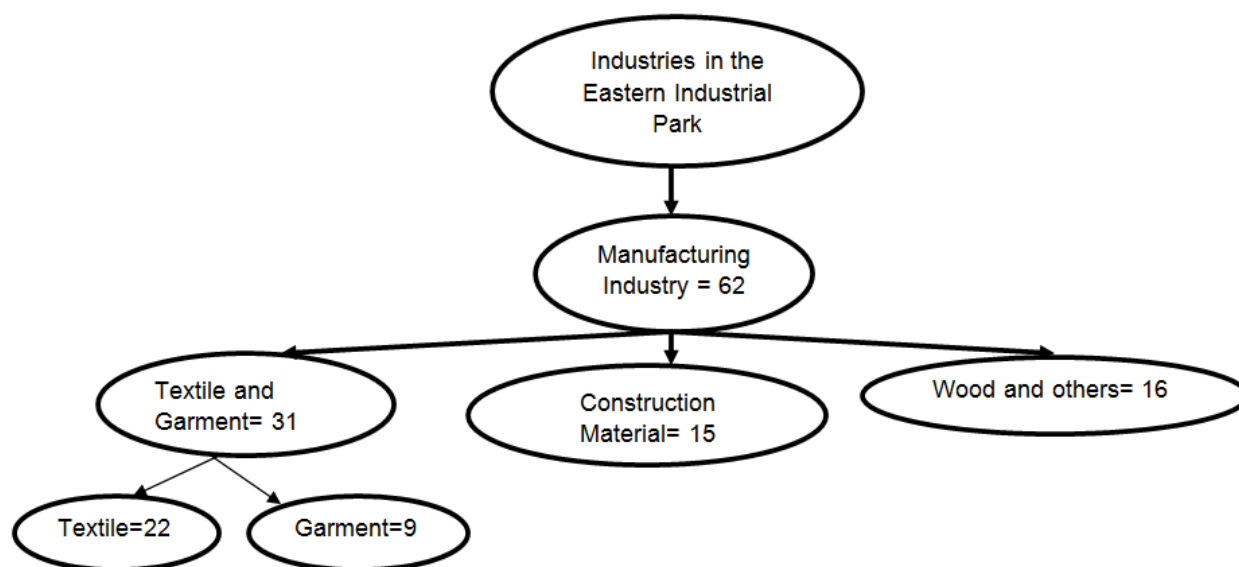 Industries in the
Eastern Industrial
Park
Manufacturing
Industry = 62
Textile and
Garment= 31
Construction
Material= 15
Wood and others= 16
Textile=22
Garment=9